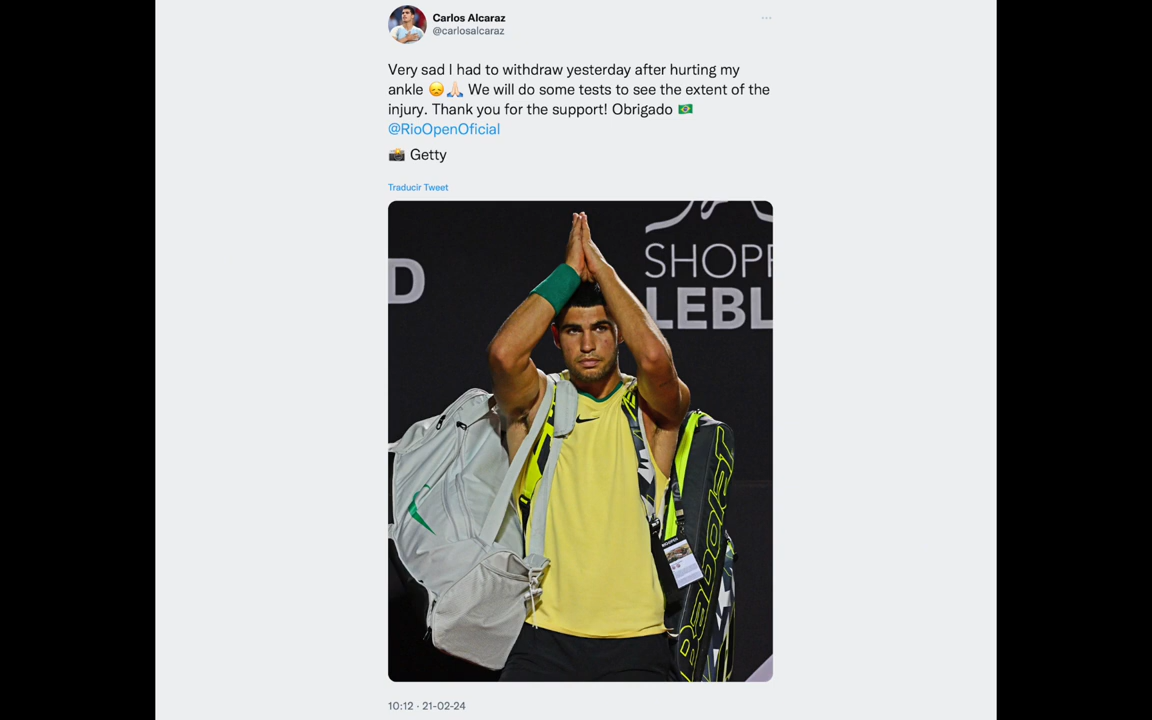 Carlos Alcaraz
@carlosalcaraz
Very sad I had to withdraw yesterday after hurting my
ankle 😞🙏🏻 We will do some tests to see the extent of the
injury. Thank you for the support! Obrigado 🇧🇷
@RioOpenOficial
📸 Getty
Traducir Tweet
D
SHOPP
LEBL
Babolat
10:12 · 21-02-24